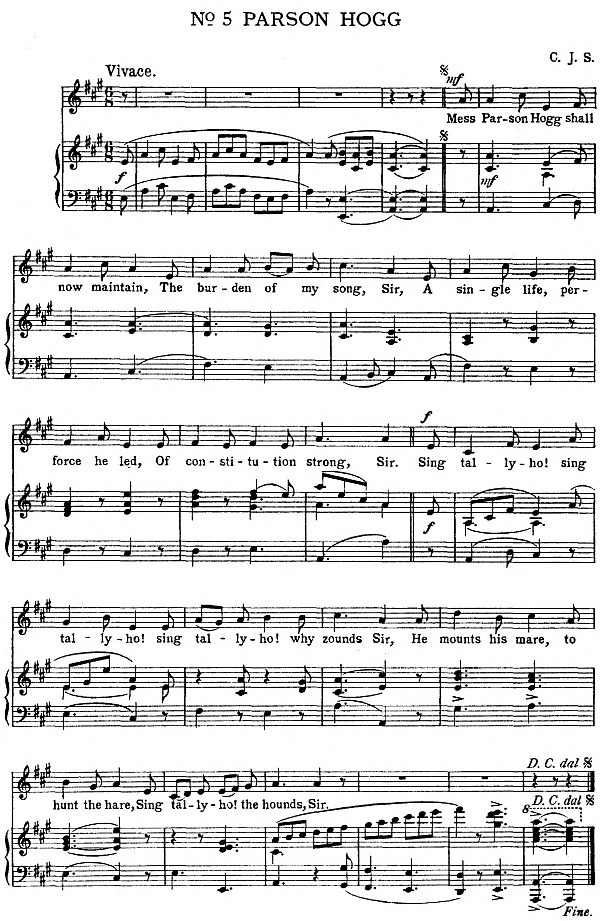 No 5 PARSON HOGG
C. J. S.
Vivace.
mf
Mess Par-son Hogg shall
f
mf
now maintain, The bur-den of my song, Sir, A sin-gle life, per-
force he led, Of con-sti-tu-tion strong, Sir. Sing tal-ly-ho! sing
f
f
tal-ly-ho! sing tal-ly-ho! why zounds Sir, He mounts his mare, to
D. C. dal
hunt the hare, Sing tal-ly-ho! the hounds, Sir.
D. C. dal
8
Fine.